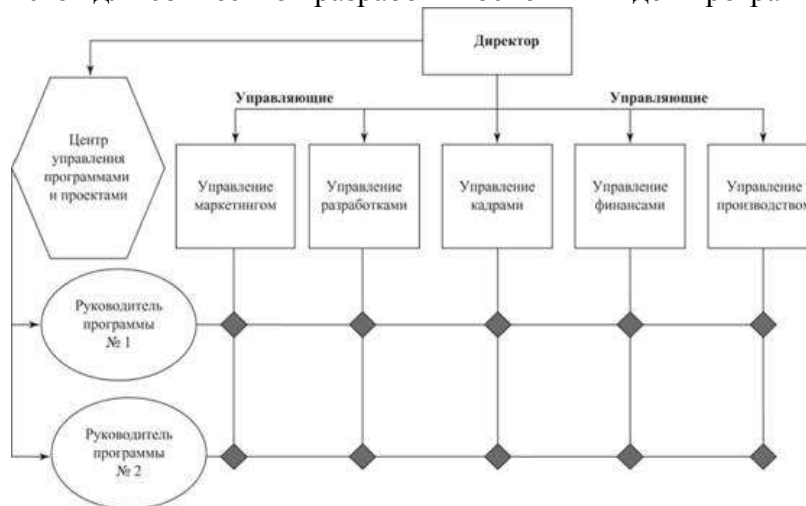 Директор
Управляющие
Управляющие
Центр
управления
программами
и проектами
Управление
маркетингом
Управление
разработками
Управление
кадрами
Управление
финансами
Управление
производством
Руководитель
программы
№ 1
Руководитель
программы
№ 2